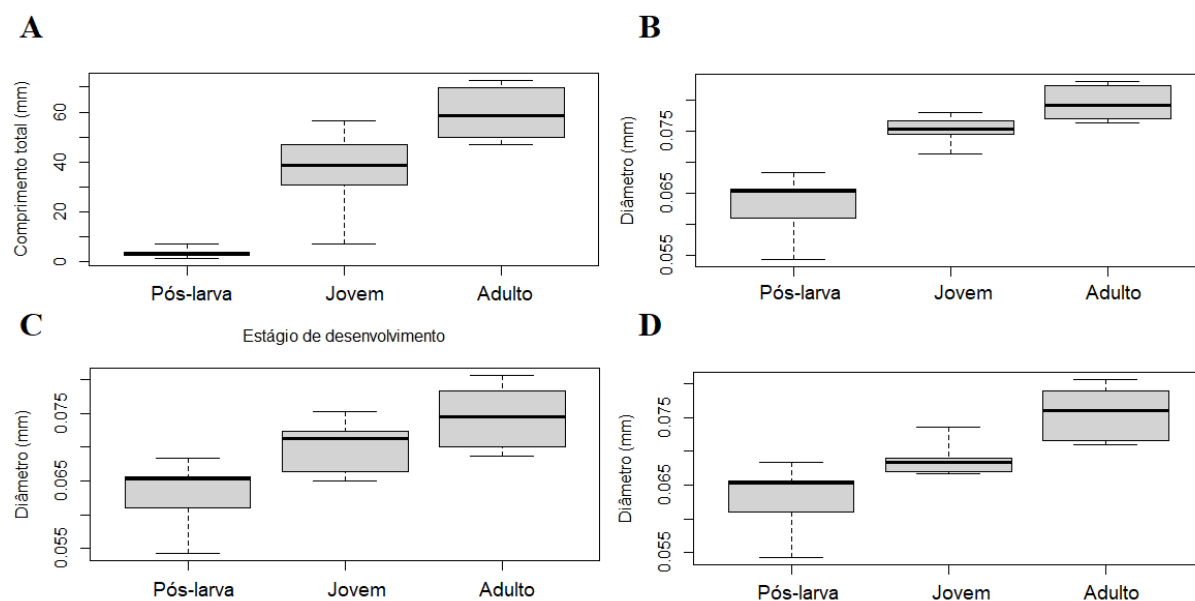 A
Comprimento total (mm)
60
40
20
0
Pós-larva Jovem Adulto
Estágio de desenvolvimento
B
Diâmetro (mm)
0.075
0.065
0.055
Pós-larva Jovem Adulto
C
Diâmetro (mm)
0.075
0.065
0.055
Pós-larva Jovem Adulto
D
Diâmetro (mm)
0.075
0.065
0.055
Pós-larva Jovem Adulto